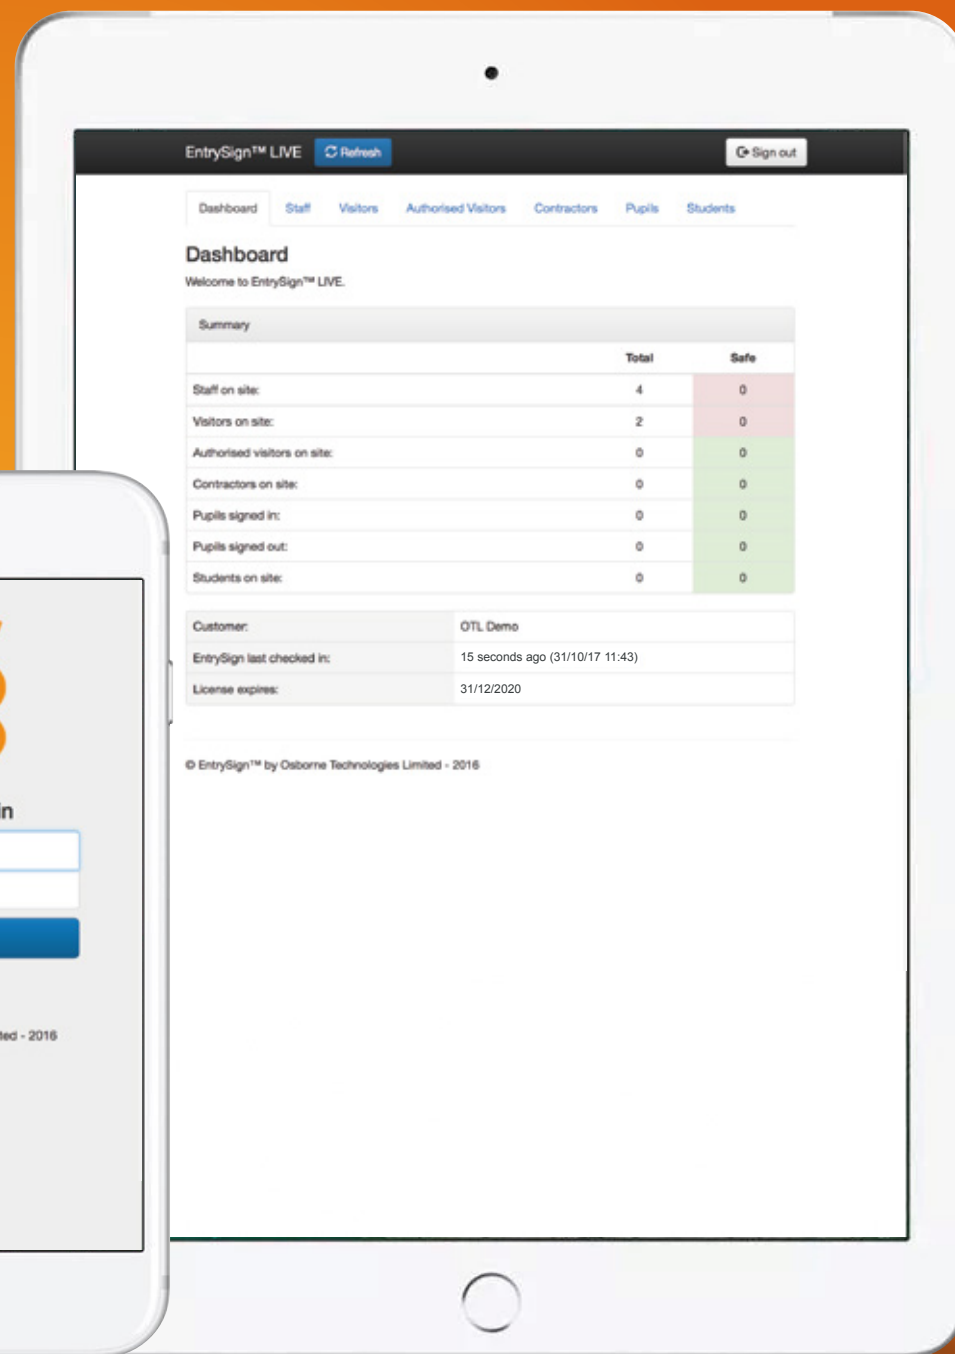 EntrySign™ LIVE Refresh Sign out
Dashboard Staff Visitors Authorised Visitors Contractors Pupils Students
Dashboard
Welcome to EntrySign™ LIVE.
Summary
Total Safe
Staff on site: 4 0
Visitors on site: 2 0
Authorised visitors on site: 0 0
Contractors on site: 0 0
Pupils signed in: 0 0
Pupils signed out: 0 0
Students on site: 0 0
Customer: OTL Demo
EntrySign last checked in: 15 seconds ago (31/10/17 11:43)
License expires: 31/12/2020
© EntrySign™ by Osborne Technologies Limited - 2016
in
ted - 2016